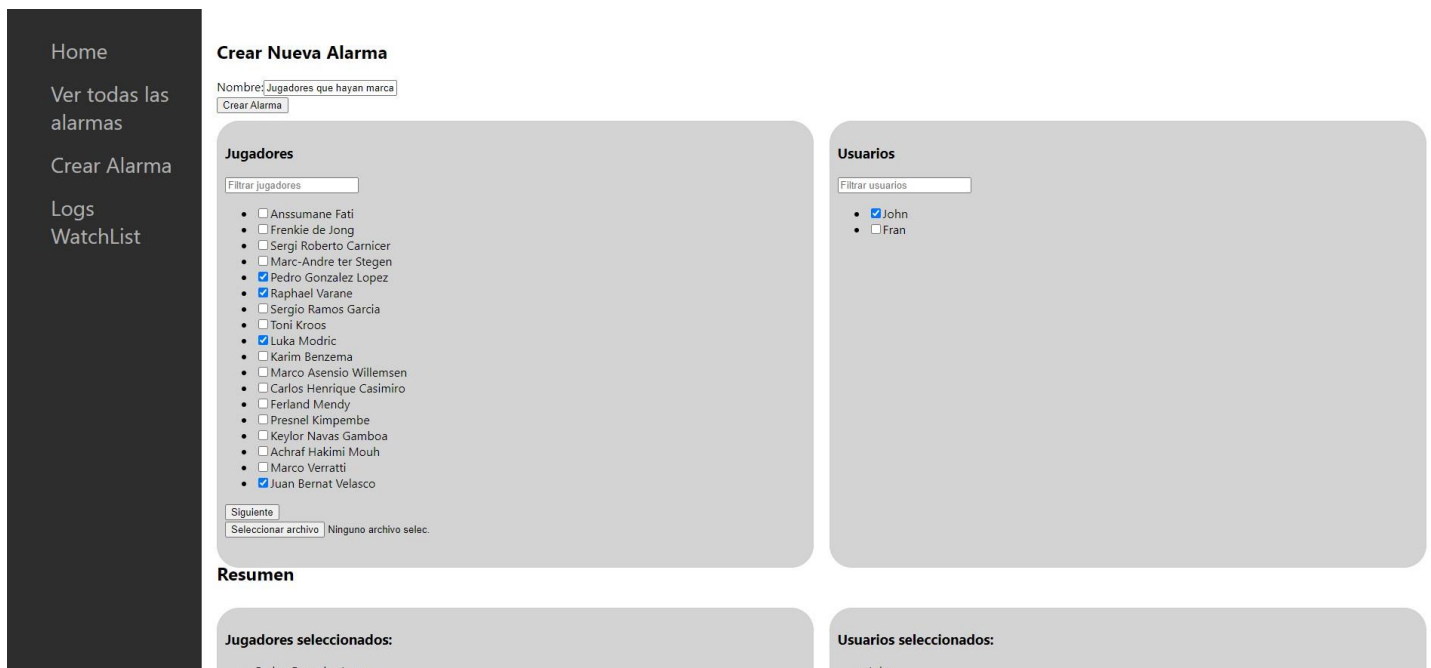 Home
Ver todas las
alarmas
Crear Alarma
Logs
WatchList
Crear Nueva Alarma
Nombre: Jugadores que hayan marca
Crear Alarma
Jugadores
Filtrar jugadores
Anssumane Fati
Frenkie de Jong
Sergi Roberto Carnicer
Marc-Andre ter Stegen
Pedro Gonzalez Lopez
Raphael Varane
Sergio Ramos Garcia
Toni Kroos
Luka Modric
Karim Benzema
Marco Asensio Willemsen
Carlos Henrique Casimiro
Ferland Mendy
Presnel Kimpembe
Keylor Navas Gamboa
Achraf Hakimi Mouh
Marco Verratti
Juan Bernat Velasco
Siguiente
Seleccionar archivo Ninguno archivo selec.
Usuarios
Filtrar usuarios
John
Fran
Resumen
Jugadores seleccionados:
Usuarios seleccionados: